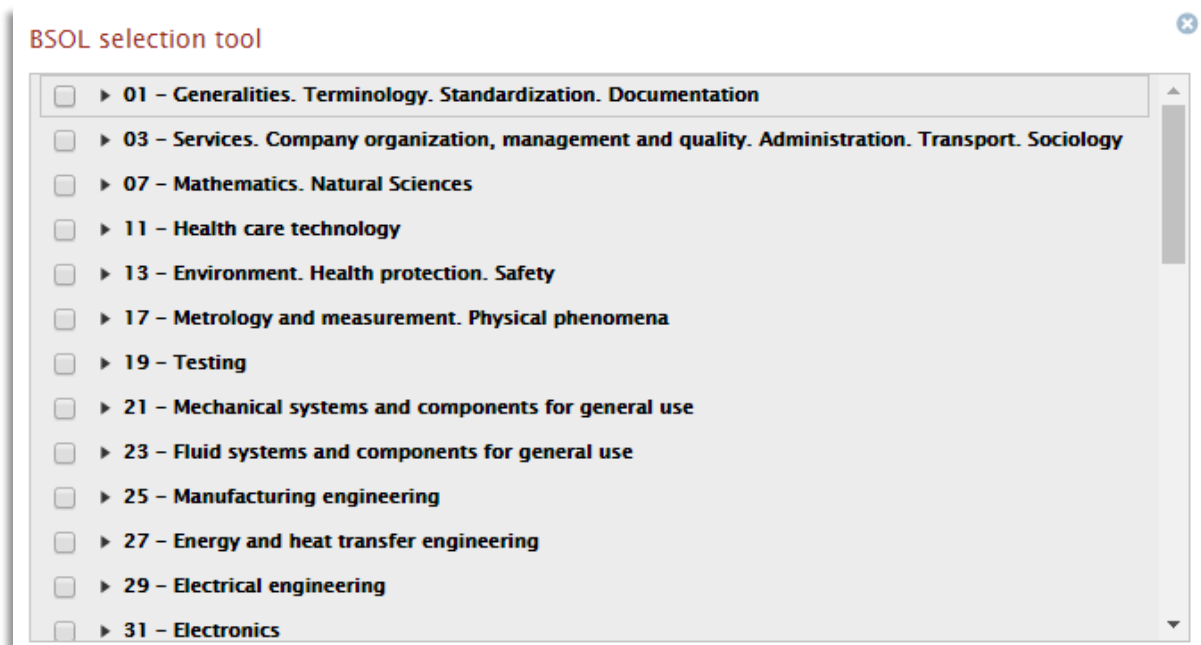 BSOL selection tool
01 – Generalities. Terminology. Standardization. Documentation
03 – Services. Company organization, management and quality. Administration. Transport. Sociology
07 – Mathematics. Natural Sciences
11 – Health care technology
13 – Environment. Health protection. Safety
17 – Metrology and measurement. Physical phenomena
19 – Testing
21 – Mechanical systems and components for general use
23 – Fluid systems and components for general use
25 – Manufacturing engineering
27 – Energy and heat transfer engineering
29 – Electrical engineering
31 – Electronics